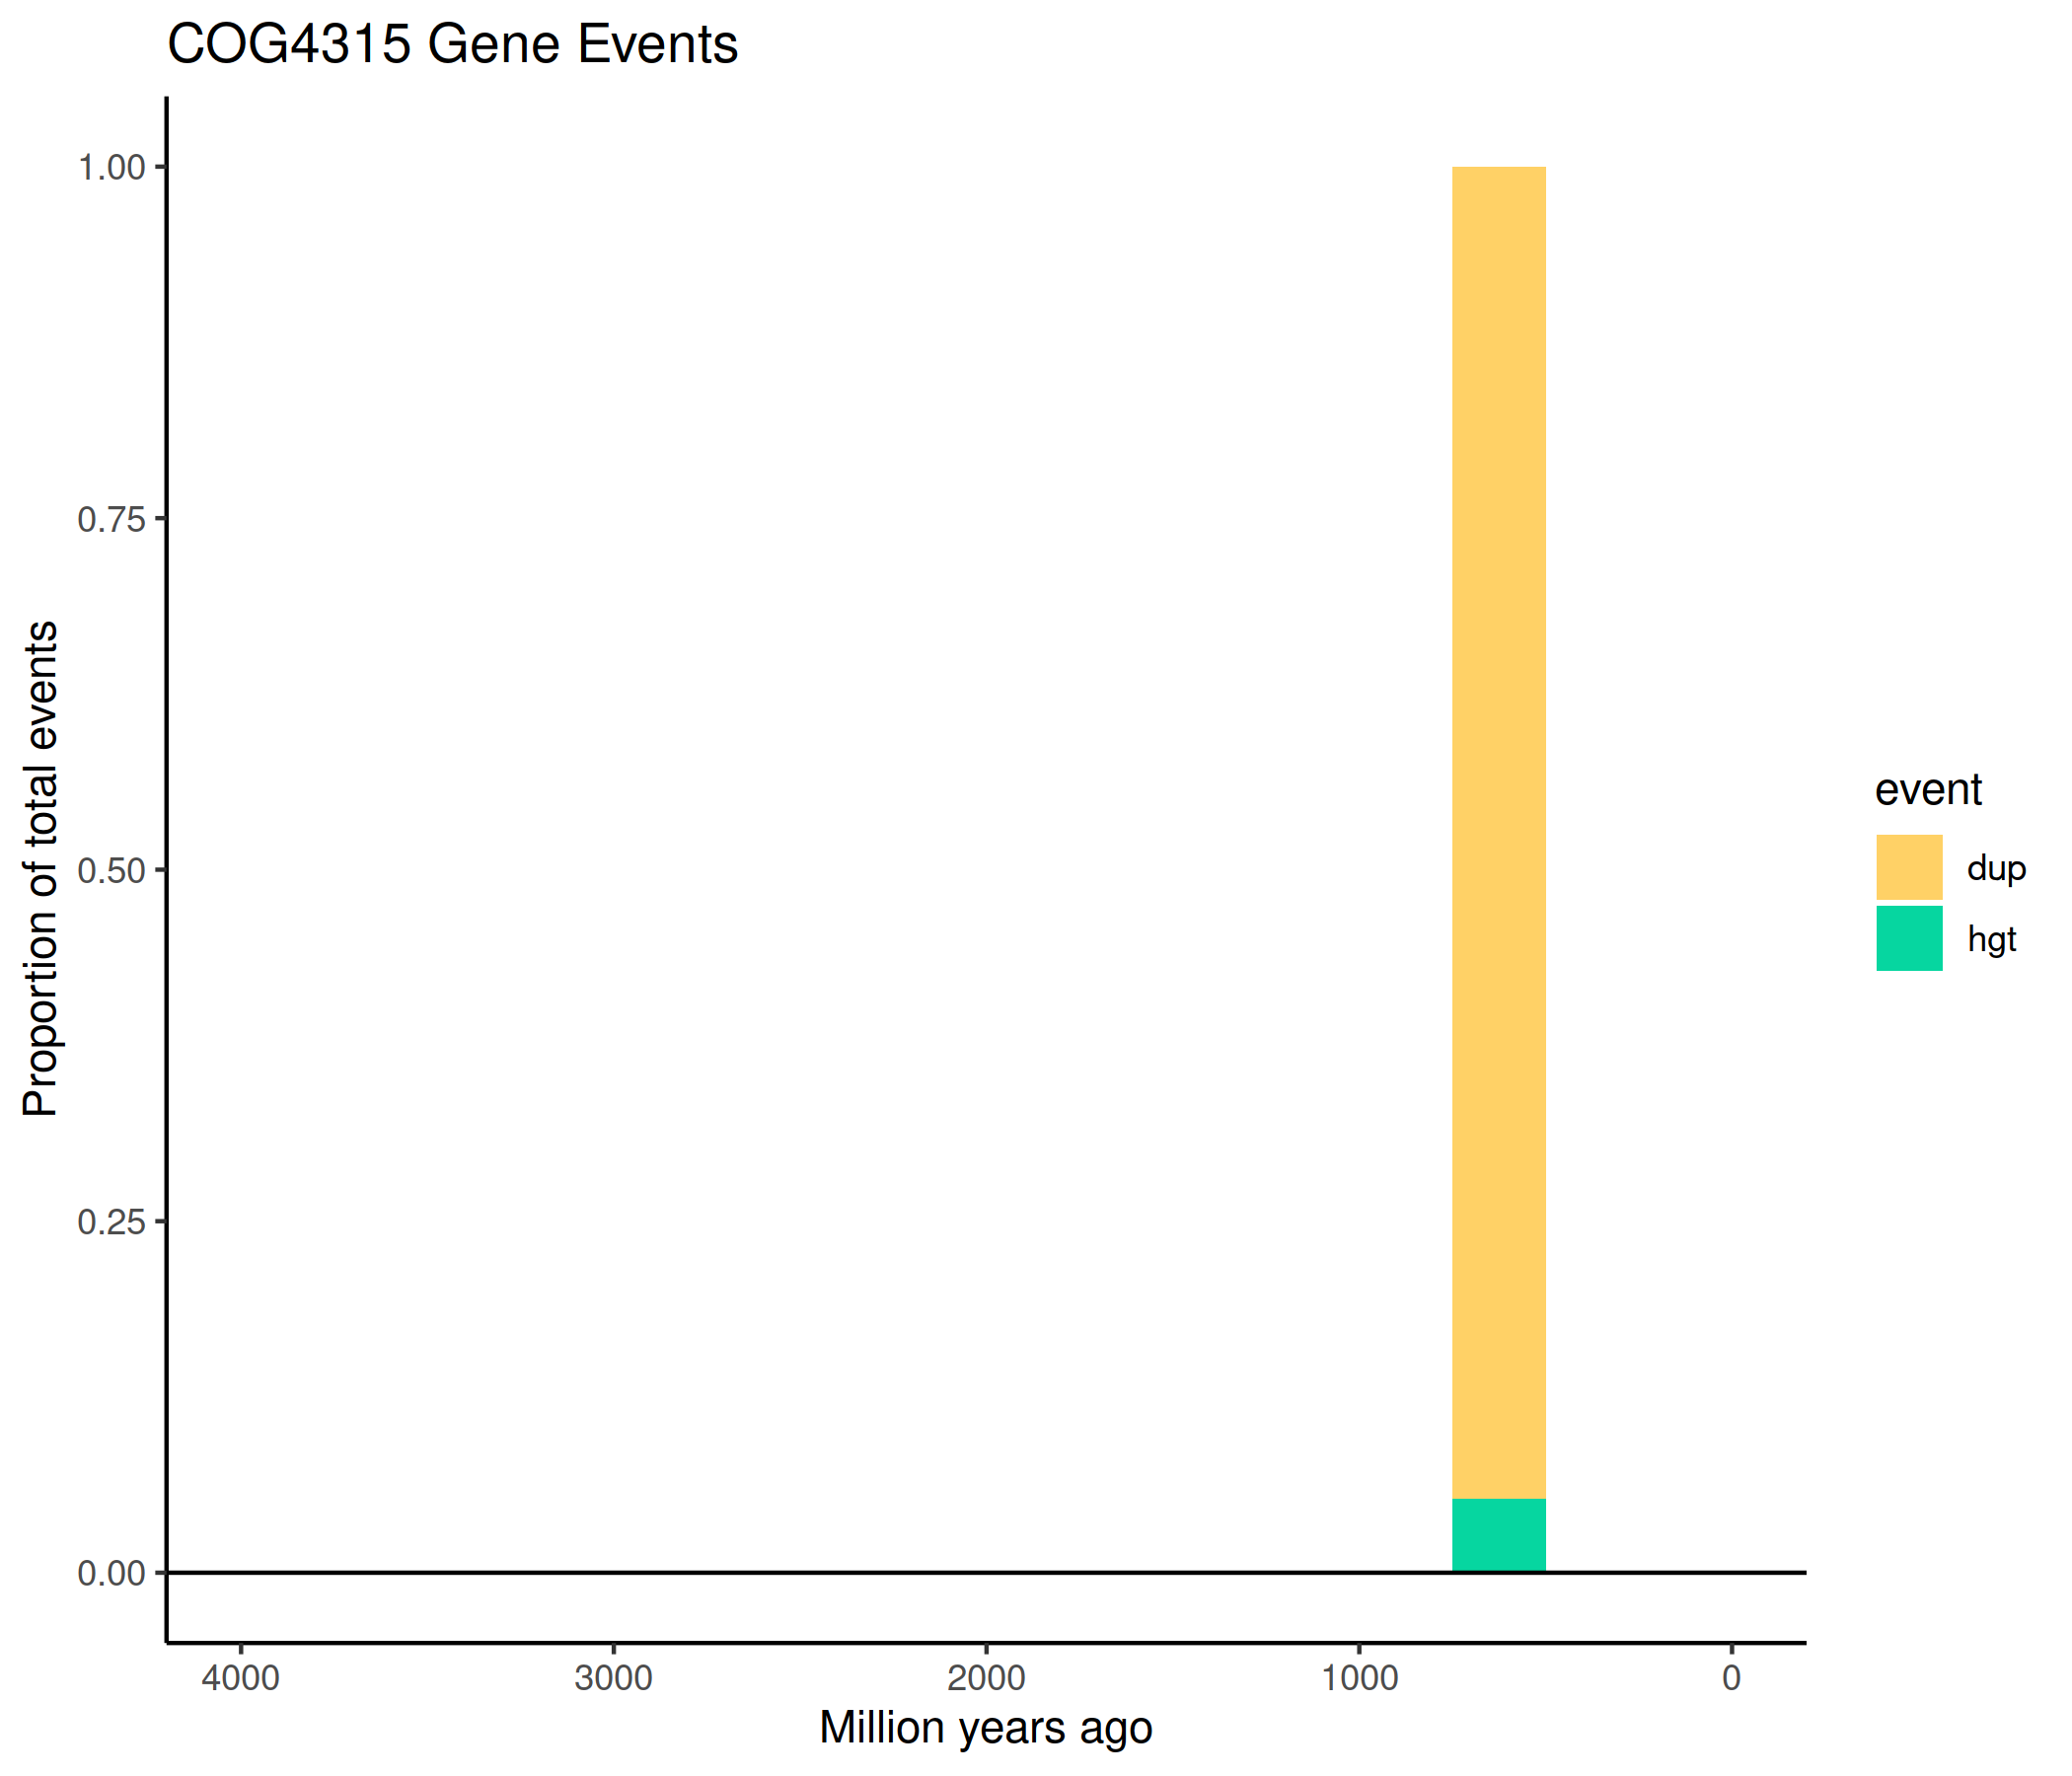 COG4315 Gene Events
Proportion of total events
1.00
0.75
0.50
0.25
0.00
4000 3000 2000 1000 0
Million years ago
event
dup
hgt